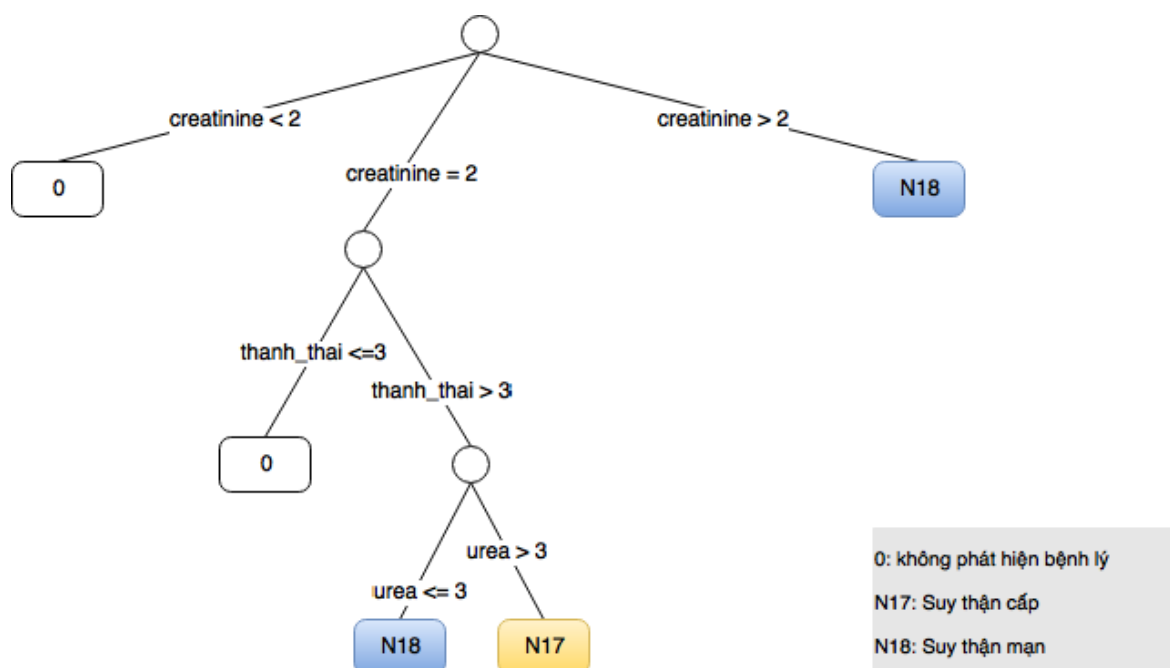 creatinine < 2
creatinine > 2
creatinine = 2
0
N18
thanh_thai <=3
thanh_thai > 3
0
urea > 3
urea <= 3
N18
N17
0: không phát hiện bệnh lý
N17: Suy thận cấp
N18: Suy thận mạn